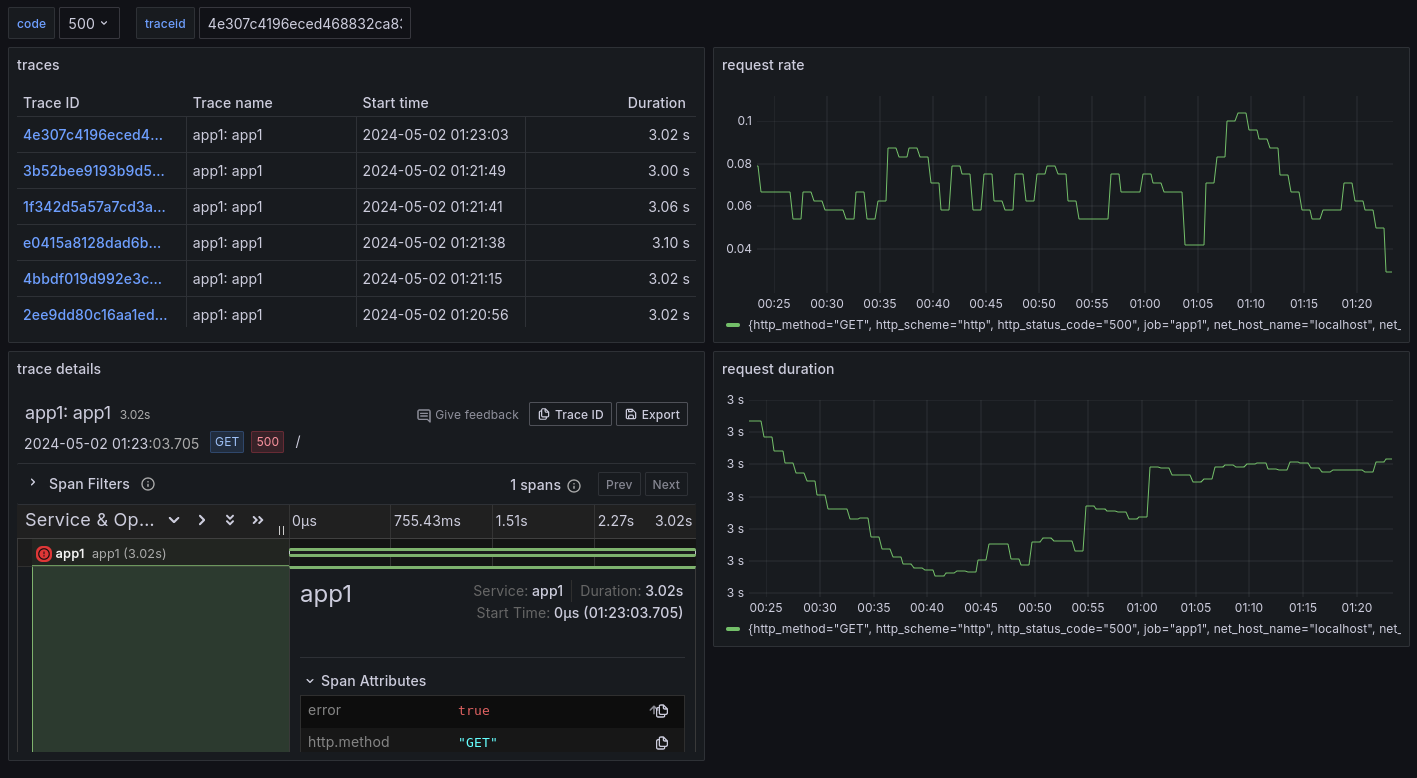 code 500 traceid 4e307c4196eced468832ca8
traces
Trace ID Trace name Start time Duration
4e307c4196eced4... app1: app1 2024-05-02 01:23:03 3.02 s
3b52bee9193b9d5... app1: app1 2024-05-02 01:21:49 3.00 s
1f342d5a57a7cd3a... app1: app1 2024-05-02 01:21:41 3.06 s
e0415a8128dad6b... app1: app1 2024-05-02 01:21:38 3.10 s
4bbdf019d992e3c... app1: app1 2024-05-02 01:21:15 3.02 s
2ee9dd80c16aa1ed... app1: app1 2024-05-02 01:20:56 3.02 s
request rate
0.1
0.08
0.06
0.04
00:25 00:30 00:35 00:40 00:45 00:50 00:55 01:00 01:05 01:10 01:15 01:20
{http_method="GET", http_scheme="http", http_status_code="500", job="app1", net_host_name="localhost", net_
trace details
app1: app1 3.02s
Give feedback Trace ID Export
2024-05-02 01:23:03.705 GET 500 /
Span Filters 1 spans Prev Next
Service & Op... 0μs 755.43ms 1.51s 2.27s 3.02s
app1 app1 (3.02s)
app1
Service: app1 Duration: 3.02s
Start Time: 0μs (01:23:03.705)
Span Attributes
error true
http.method "GET"
request duration
3 s
3 s
3 s
3 s
3 s
3 s
3 s
00:25 00:30 00:35 00:40 00:45 00:50 00:55 01:00 01:05 01:10 01:15 01:20
{http_method="GET", http_scheme="http", http_status_code="500", job="app1", net_host_name="localhost", net_